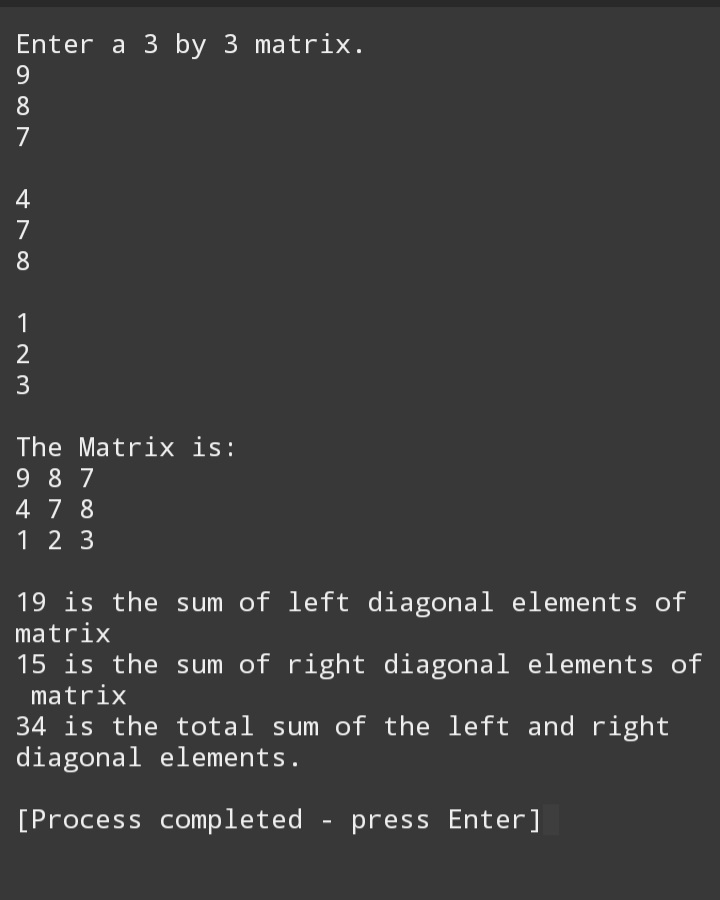 Enter a 3 by 3 matrix.
9
8
7
4
7
8
1
2
3
The Matrix is:
9 8 7
4 7 8
1 2 3
19 is the sum of left diagonal elements of
matrix
15 is the sum of right diagonal elements of
matrix
34 is the total sum of the left and right
diagonal elements.
[Process completed - press Enter]